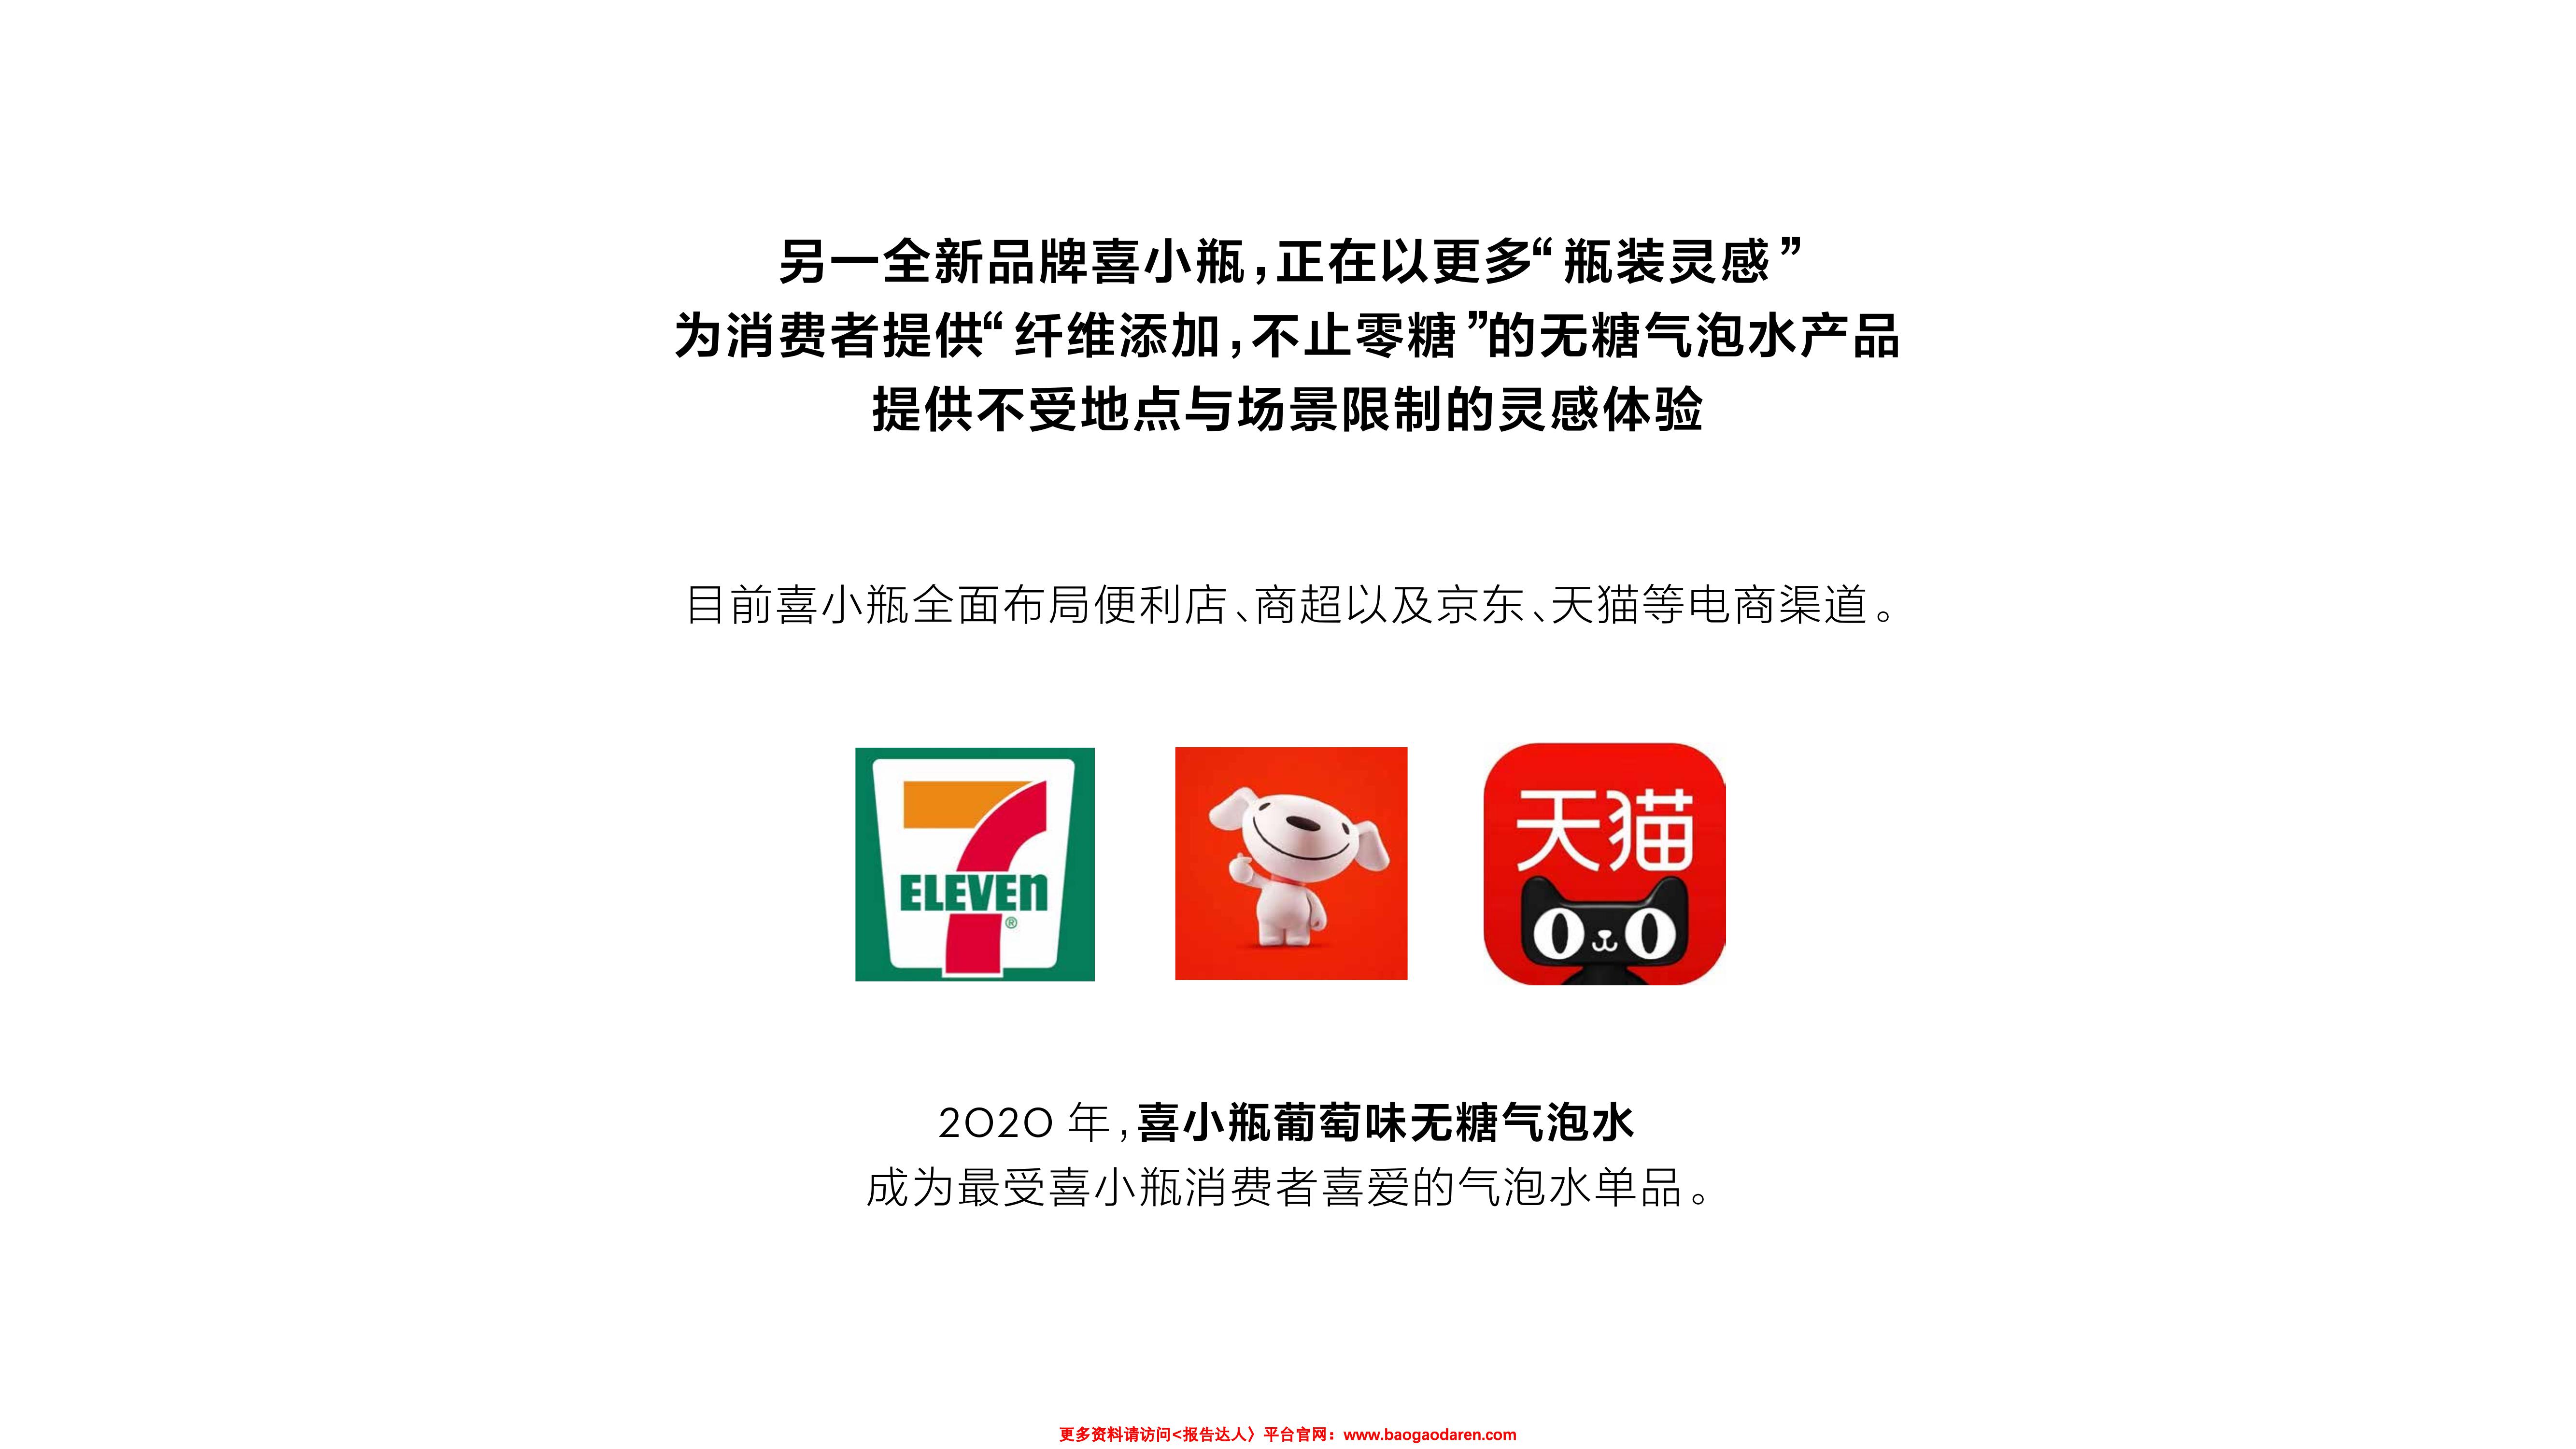 另一全新品牌喜小瓶,正在以更多“瓶装灵感”
为消费者提供“纤维添加,不止零糖”的无糖气泡水产品
提供不受地点与场景限制的灵感体验
目前喜小瓶全面布局便利店、商超以及京东、天猫等电商渠道。
7
ELEVEn
®
天猫
2020 年,喜小瓶葡萄味无糖气泡水
成为最受喜小瓶消费者喜爱的气泡水单品。
更多资料请访问<报告达人〉平台官网：www.baogaodaren.com